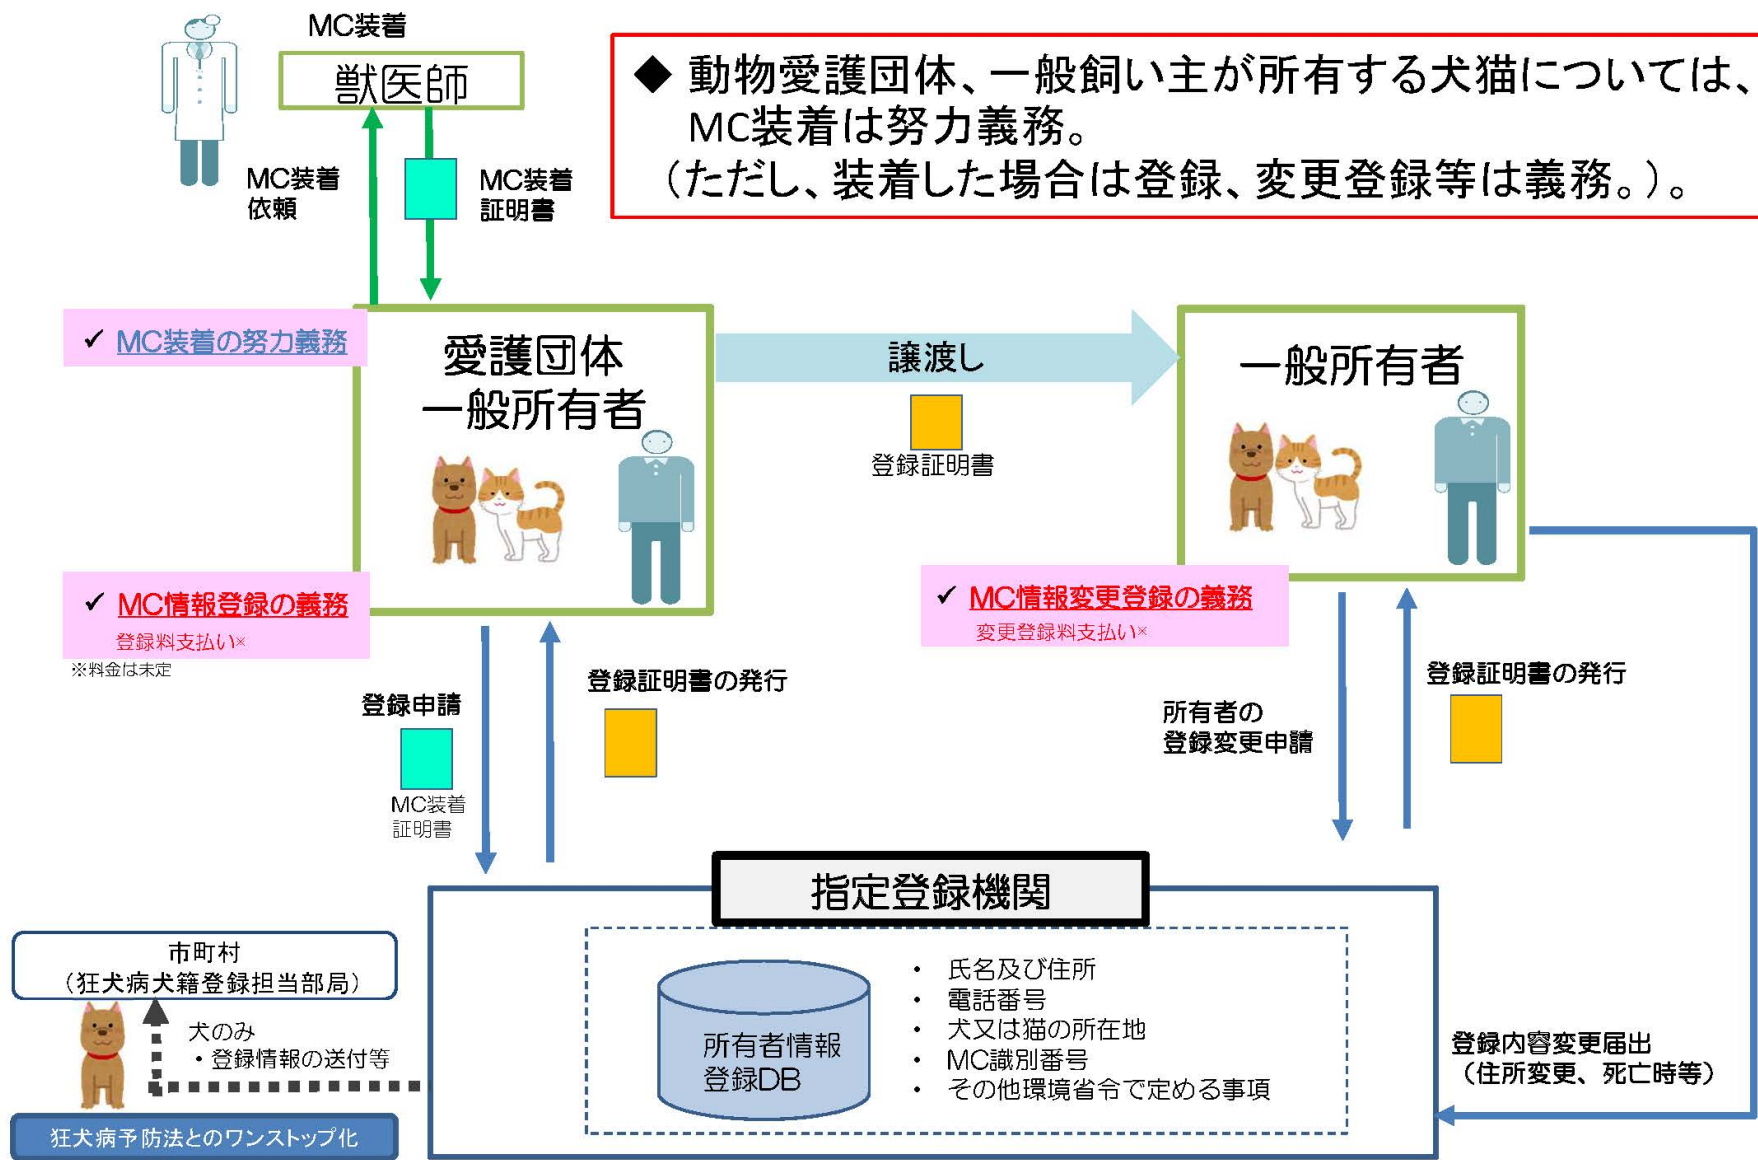 MC装着
獣医師
◆ 動物愛護団体、一般飼い主が所有する犬猫については、
MC装着は努力義務。
（ただし、装着した場合は登録、変更登録等は義務。）。
MC装着
依頼
MC装着
証明書
✓ MC装着の努力義務
愛護団体
一般所有者
譲渡し
登録証明書
一般所有者
✓ MC情報登録の義務
登録料支払い※
※料金は未定
✓ MC情報変更登録の義務
変更登録料支払い※
登録申請
MC装着
証明書
登録証明書の発行
所有者の
登録変更申請
登録証明書の発行
指定登録機関
所有者情報
登録DB
・ 氏名及び住所
・ 電話番号
・ 犬又は猫の所在地
・ MC識別番号
・ その他環境省令で定める事項
登録内容変更届出
（住所変更、死亡時等）
市町村
（狂犬病犬籍登録担当部局）
犬のみ
・登録情報の送付等
狂犬病予防法とのワンストップ化